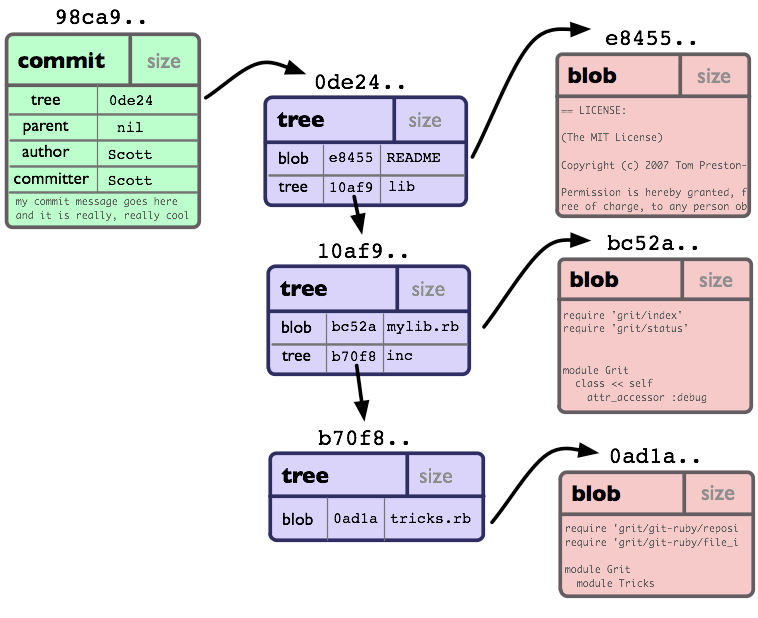 98ca9..
commit size
tree 0de24
parent nil
author Scott
committer Scott
my commit message goes here
and it is really, really cool
0de24..
tree size
blob e8455 README
tree 10af9 lib
10af9..
tree size
blob bc52a mylib.rb
tree b70f8 inc
b70f8..
tree size
blob 0ad1a tricks.rb
e8455..
blob size
== LICENSE:
(The MIT License)
Copyright (c) 2007 Tom Preston-
Permission is hereby granted, f
ree of charge, to any person ob
bc52a..
blob size
require 'grit/index'
require 'grit/status'
module Grit
class << self
attr_accessor :debug
0ad1a..
blob size
require 'grit/git-ruby/reposi
require 'grit/git-ruby/file_i
module Grit
module Tricks